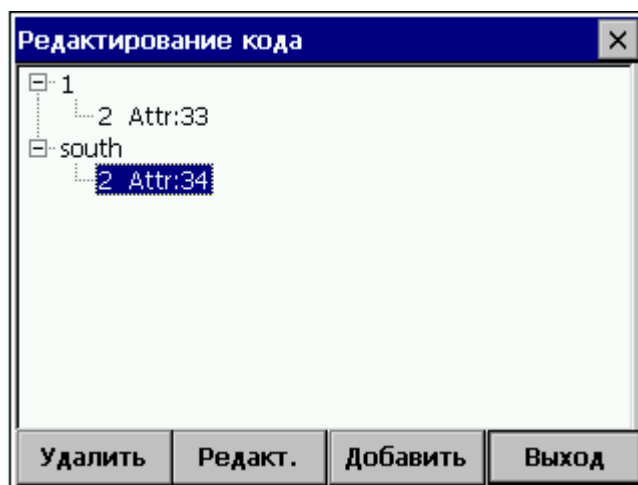 Редактирование кода
1
2 Attr:33
south
2 Attr:34
Удалить Редакт. Добавить Выход